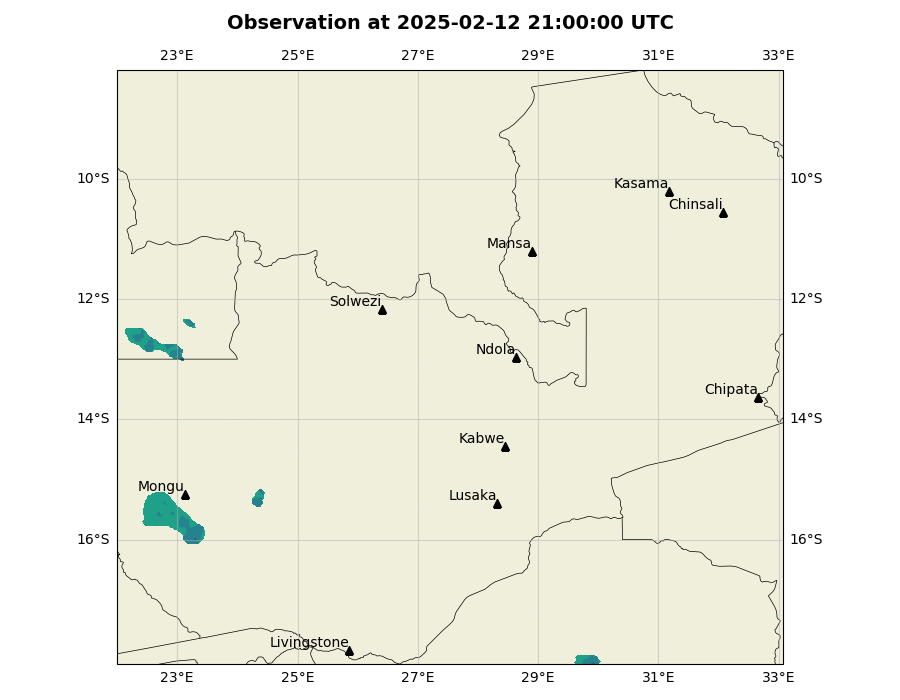 Observation at 2025-02-12 21:00:00 UTC
23°E 25°E 27°E 29°E 31°E 33°E
10°S 10°S
Kasama
Chinsali
Mansa
12°S 12°S
Solwezi
Ndola
Chipata
14°S 14°S
Kabwe
Mongu
Lusaka
16°S 16°S
Livingstone
23°E 25°E 27°E 29°E 31°E 33°E